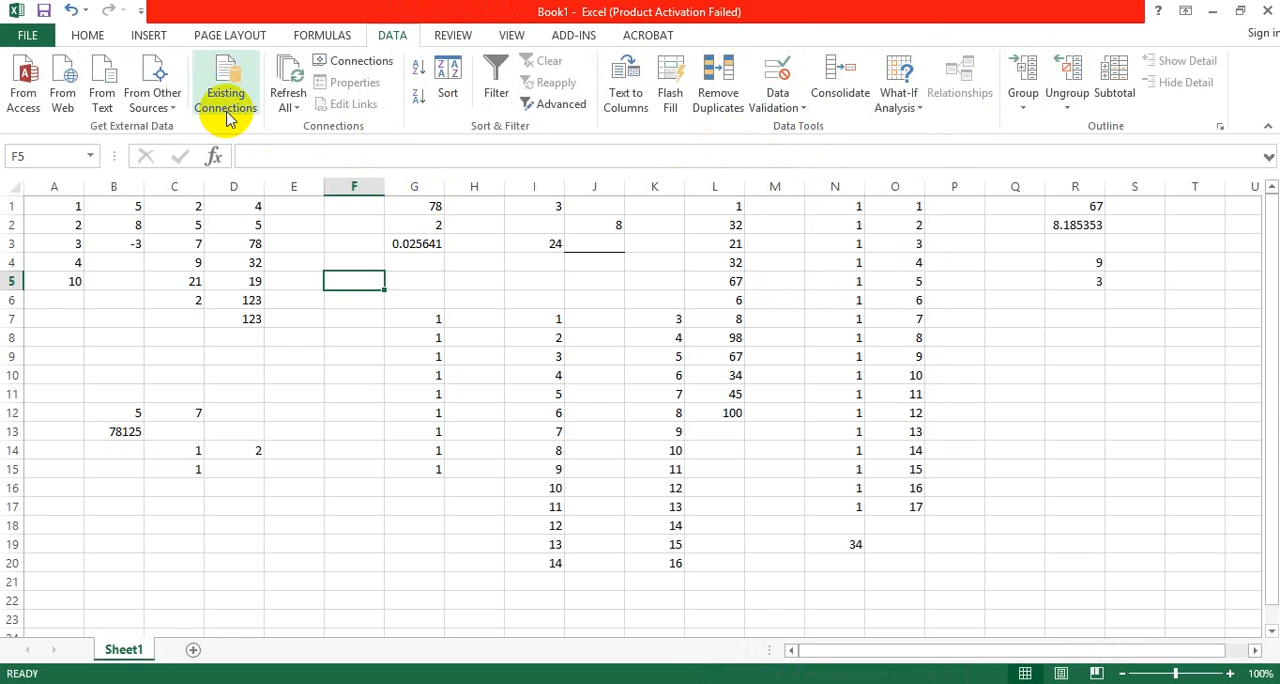 Book1 - Excel (Product Activation Failed)
?
FILE HOME INSERT PAGE LAYOUT FORMULAS DATA REVIEW VIEW ADD-INS ACROBAT Sign in
From Access From Web From Text From Other Sources Existing Connections Refresh All Connections Properties Edit Links Sort Filter Clear Reapply Advanced Text to Columns Flash Fill Remove Duplicates Data Validation Consolidate What-If Analysis Relationships Group Ungroup Subtotal Show Detail Hide Detail
Get External Data Connections Sort & Filter Data Tools Outline
F5 fx
A B C D E F G H I J K L M N O P Q R S T U
1 1 5 2 4 78 3 1 1 1 67
2 2 8 5 5 2 8 32 1 2 8.185353
3 3 -3 7 78 0.025641 24 21 1 3
4 4 9 32 32 1 4 9
5 10 21 19 67 1 5 3
6 2 123 6 1 6
7 123 1 1 3 8 1 7
8 1 2 4 98 1 8
9 1 3 5 67 1 9
10 1 4 6 34 1 10
11 1 5 7 45 1 11
12 5 7 1 6 8 100 1 12
13 78125 1 7 9 1 13
14 1 2 1 8 10 1 14
15 1 1 9 11 1 15
16 10 12 1 16
17 11 13 1 17
18 12 14
19 13 15 34
20 14 16
21
22
23
Sheet1
READY 100%